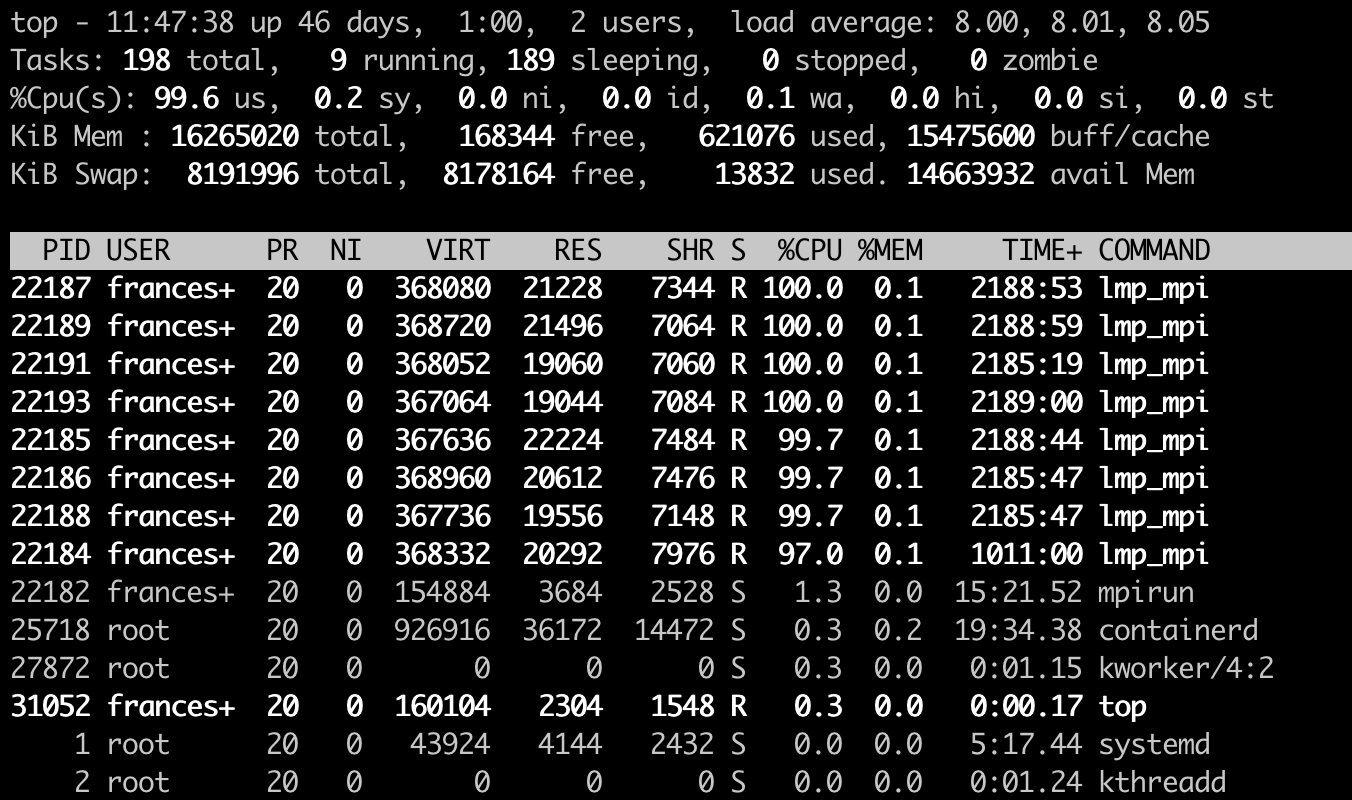 top - 11:47:38 up 46 days,  1:00,  2 users,  load average: 8.00, 8.01, 8.05
Tasks: 198 total,   9 running, 189 sleeping,   0 stopped,   0 zombie
%Cpu(s): 99.6 us,  0.2 sy,  0.0 ni,  0.0 id,  0.1 wa,  0.0 hi,  0.0 si,  0.0 st
KiB Mem : 16265020 total,   168344 free,   621076 used, 15475600 buff/cache
KiB Swap:  8191996 total,  8178164 free,    13832 used. 14663932 avail Mem
  PID USER      PR  NI    VIRT    RES    SHR S  %CPU %MEM     TIME+ COMMAND
22187 frances+  20   0  368080  21228   7344 R 100.0  0.1   2188:53 lmp_mpi
22189 frances+  20   0  368720  21496   7064 R 100.0  0.1   2188:59 lmp_mpi
22191 frances+  20   0  368052  19060   7060 R 100.0  0.1   2185:19 lmp_mpi
22193 frances+  20   0  367064  19044   7084 R 100.0  0.1   2189:00 lmp_mpi
22185 frances+  20   0  367636  22224   7484 R  99.7  0.1   2188:44 lmp_mpi
22186 frances+  20   0  368960  20612   7476 R  99.7  0.1   2185:47 lmp_mpi
22188 frances+  20   0  367736  19556   7148 R  99.7  0.1   2185:47 lmp_mpi
22184 frances+  20   0  368332  20292   7976 R  97.0  0.1   1011:00 lmp_mpi
22182 frances+  20   0  154884   3684   2528 S   1.3  0.0  15:21.52 mpirun
25718 root      20   0  926916  36172  14472 S   0.3  0.2  19:34.38 containerd
27872 root      20   0       0      0      0 S   0.3  0.0   0:01.15 kworker/4:2
31052 frances+  20   0  160104   2304   1548 R   0.3  0.0   0:00.17 top
    1 root      20   0   43924   4144   2432 S   0.0  0.0   5:17.44 systemd
    2 root      20   0       0      0      0 S   0.0  0.0   0:01.24 kthreadd